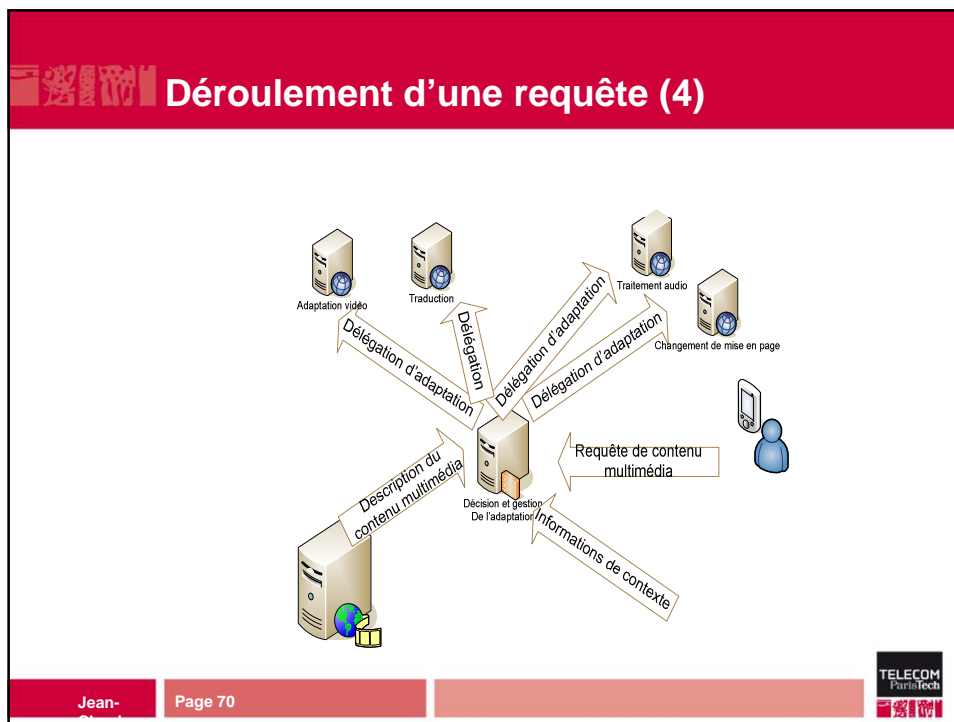 Déroulement d'une requête (4)
Adaptation vidéo
Traduction
Traitement audio
Changement de mise en page
Délégation d'adaptation
Délégation
Délégation d'adaptation
Délégation d'adaptation
Requête de contenu
multimédia
Description du
contenu multimédia
Décision et gestion
De l'adaptation
Informations de contexte
Jean-
Page 70
TELECOM
ParisTech